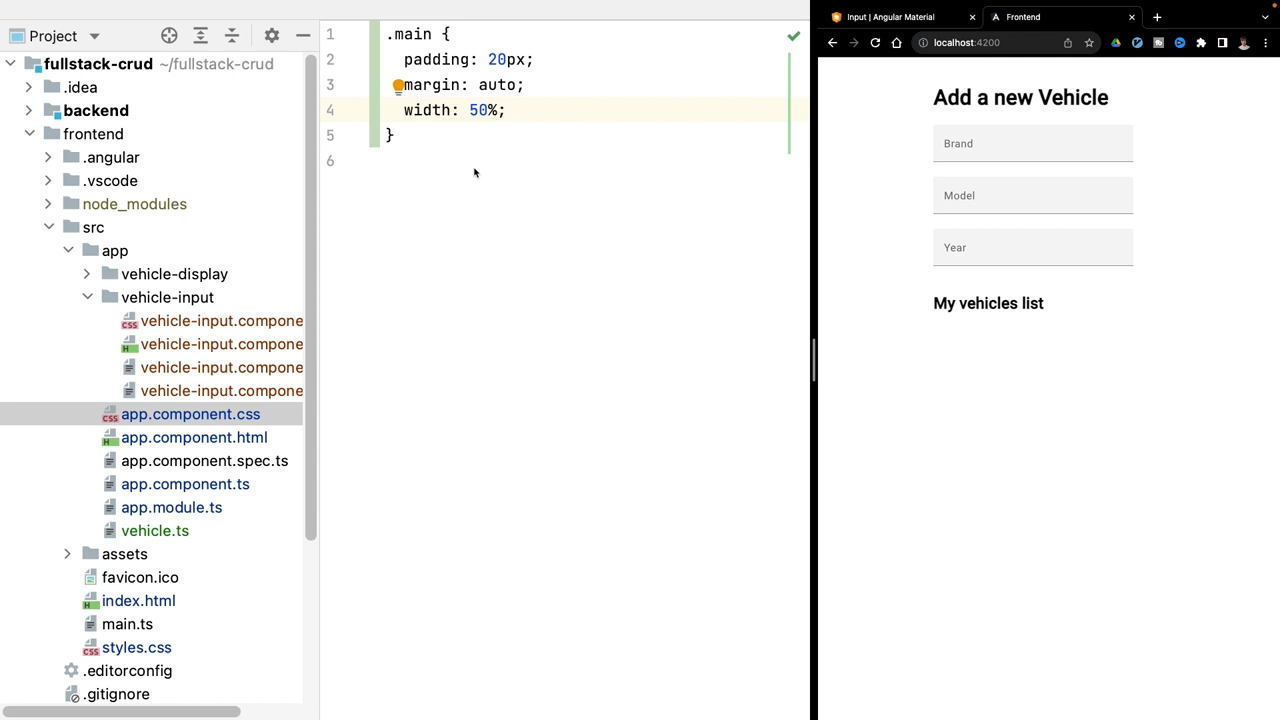 Project
fullstack-crud ~/fullstack-crud
.idea
backend
frontend
.angular
.vscode
node_modules
src
app
vehicle-display
vehicle-input
vehicle-input.compone
vehicle-input.compone
vehicle-input.compone
vehicle-input.compone
app.component.css
app.component.html
app.component.spec.ts
app.component.ts
app.module.ts
vehicle.ts
assets
favicon.ico
index.html
main.ts
styles.css
.editorconfig
.gitignore
1 .main {
2 padding: 20px;
3 margin: auto;
4 width: 50%;
5 }
6
Input | Angular Material
Frontend
localhost:4200
Add a new Vehicle
Brand
Model
Year
My vehicles list